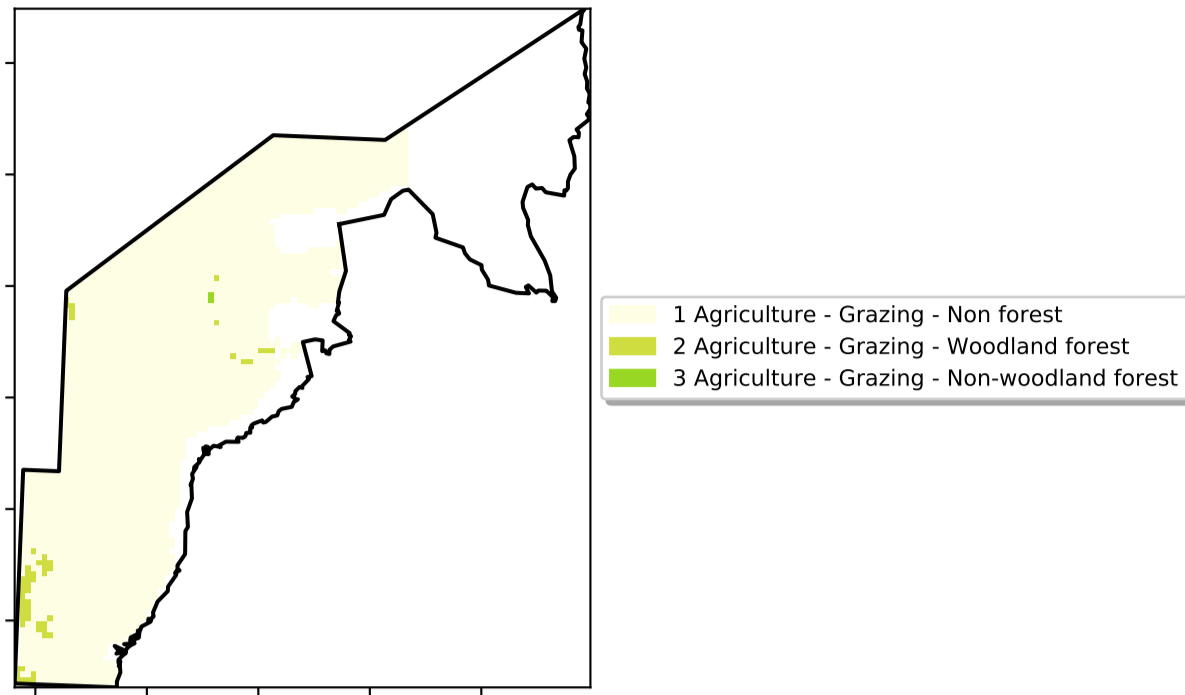 1 Agriculture - Grazing - Non forest
2 Agriculture - Grazing - Woodland forest
3 Agriculture - Grazing - Non-woodland forest